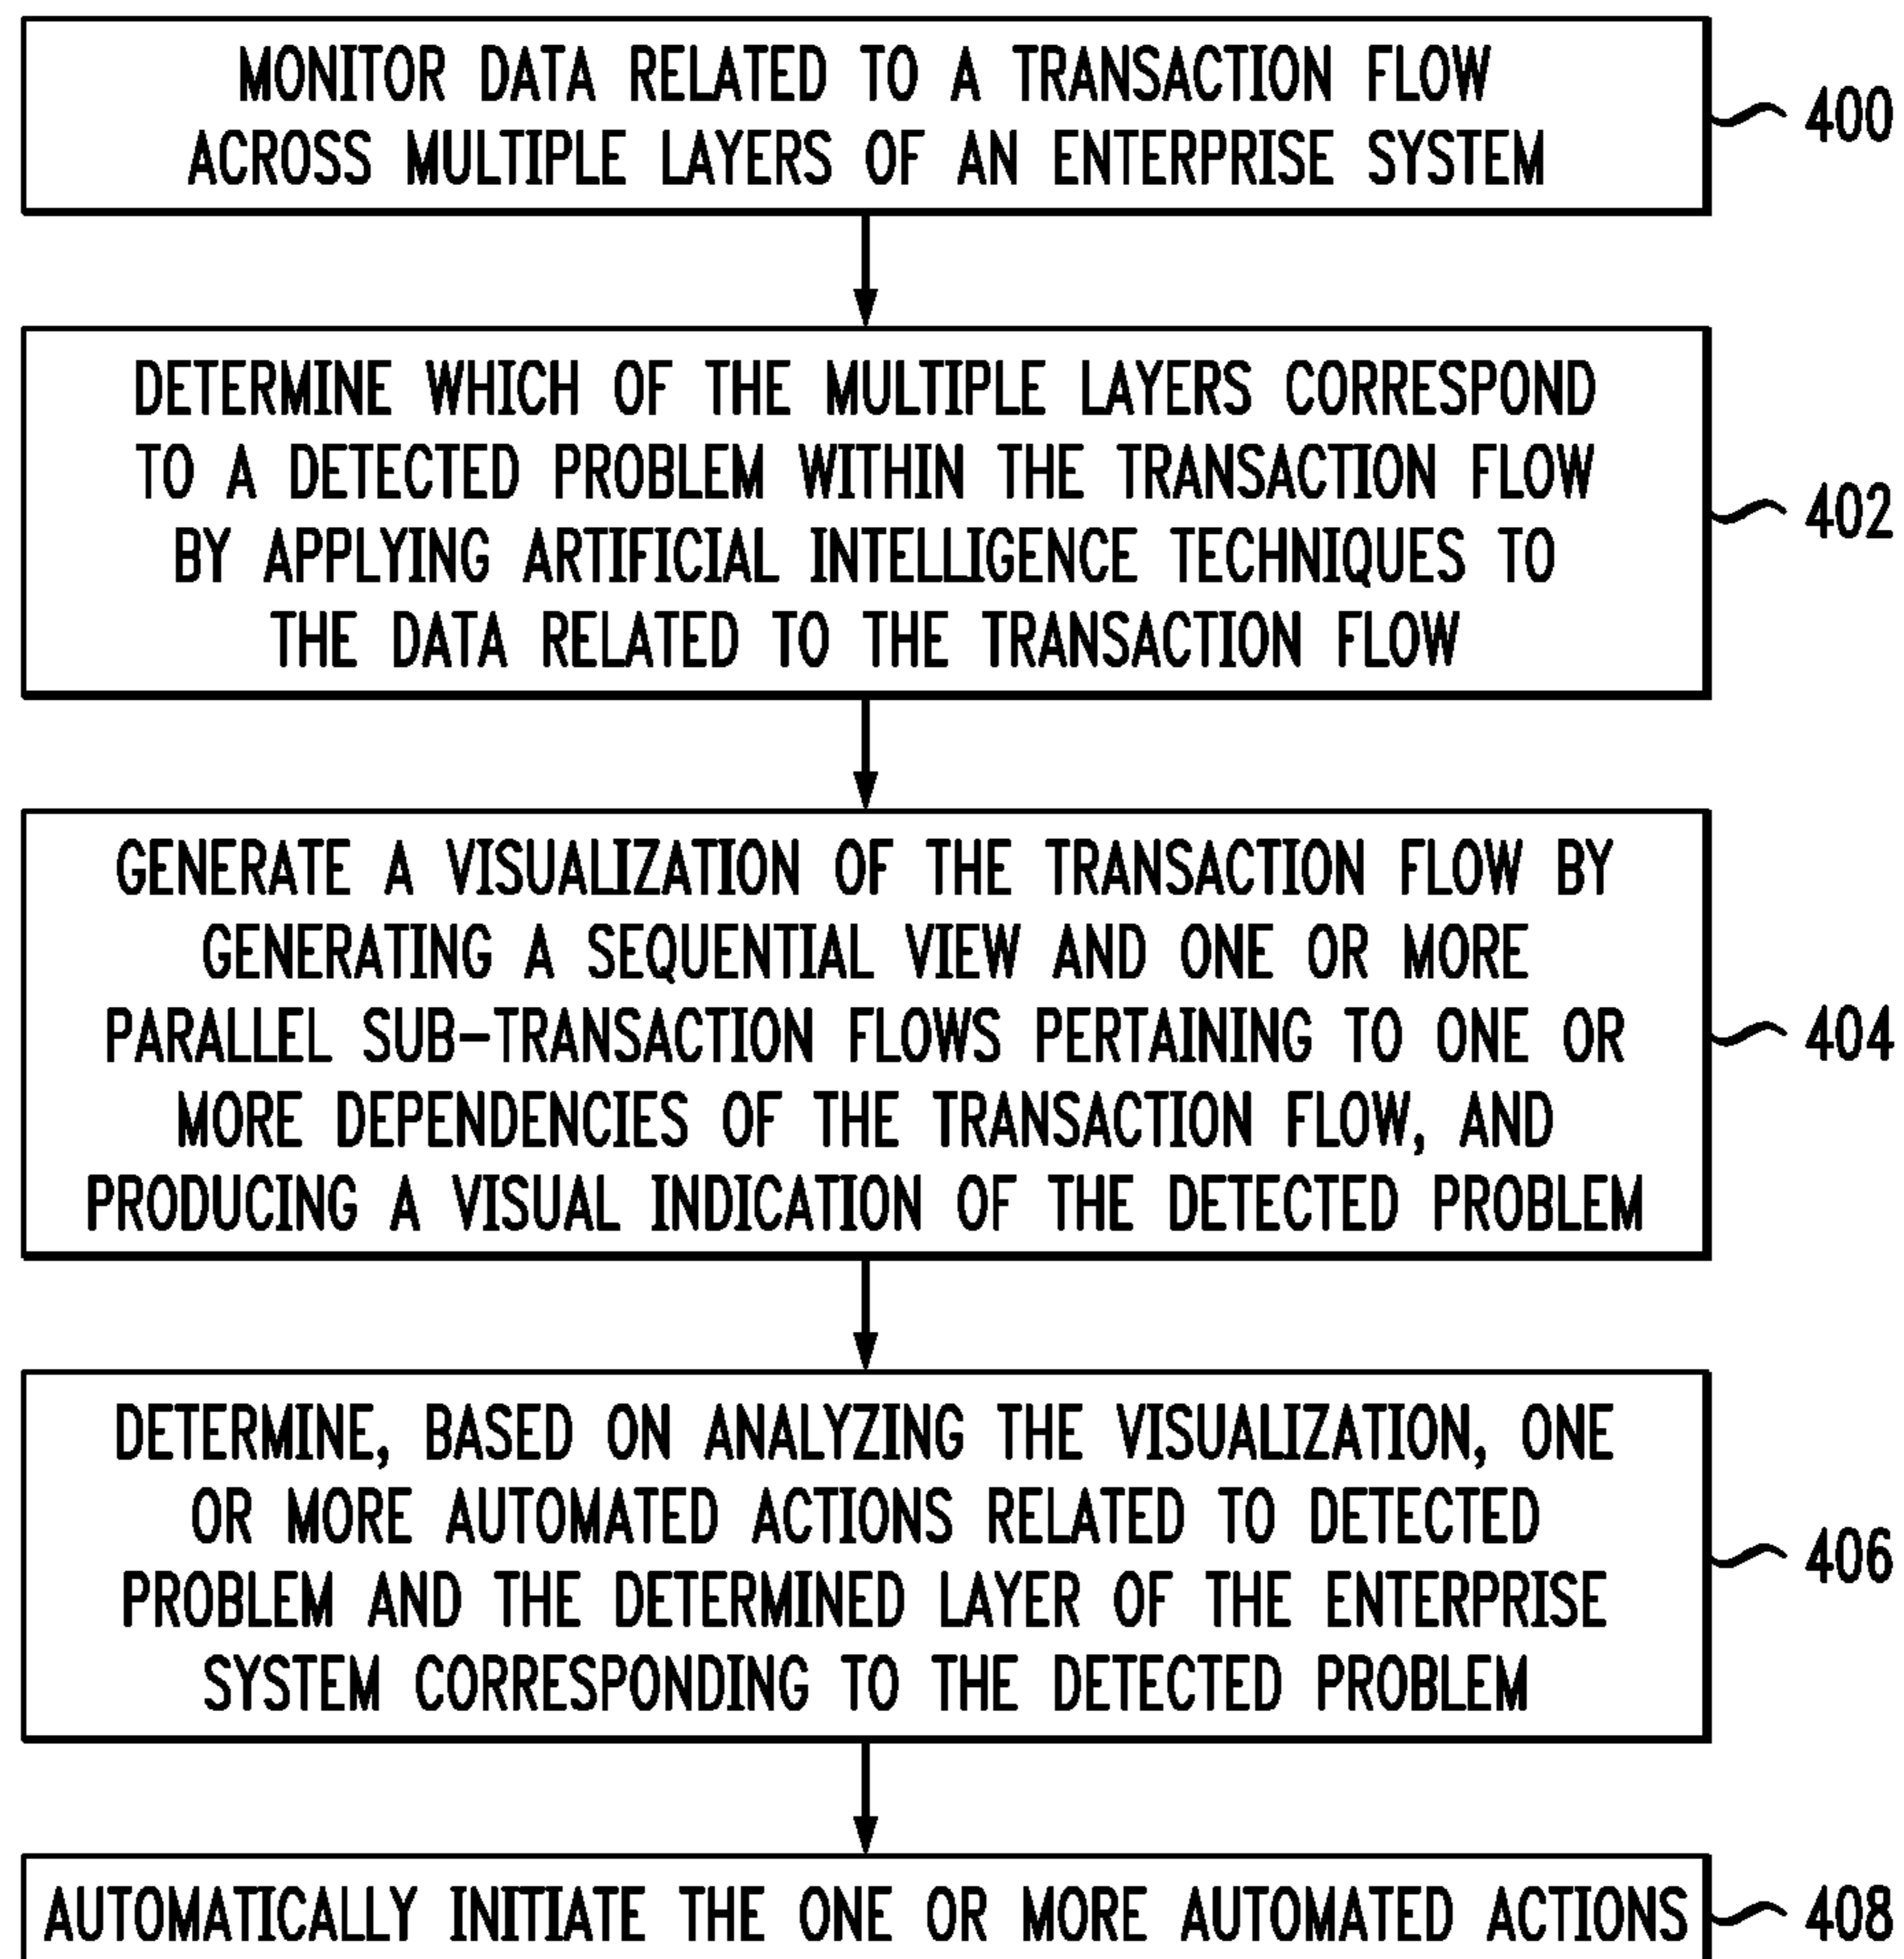 MONITOR DATA RELATED TO A TRANSACTION FLOW
ACROSS MULTIPLE LAYERS OF AN ENTERPRISE SYSTEM
400
DETERMINE WHICH OF THE MULTIPLE LAYERS CORRESPOND
TO A DETECTED PROBLEM WITHIN THE TRANSACTION FLOW
BY APPLYING ARTIFICIAL INTELLIGENCE TECHNIQUES TO
THE DATA RELATED TO THE TRANSACTION FLOW
402
GENERATE A VISUALIZATION OF THE TRANSACTION FLOW BY
GENERATING A SEQUENTIAL VIEW AND ONE OR MORE
PARALLEL SUB-TRANSACTION FLOWS PERTAINING TO ONE OR
MORE DEPENDENCIES OF THE TRANSACTION FLOW, AND
PRODUCING A VISUAL INDICATION OF THE DETECTED PROBLEM
404
DETERMINE, BASED ON ANALYZING THE VISUALIZATION, ONE
OR MORE AUTOMATED ACTIONS RELATED TO DETECTED
PROBLEM AND THE DETERMINED LAYER OF THE ENTERPRISE
SYSTEM CORRESPONDING TO THE DETECTED PROBLEM
406
AUTOMATICALLY INITIATE THE ONE OR MORE AUTOMATED ACTIONS
408